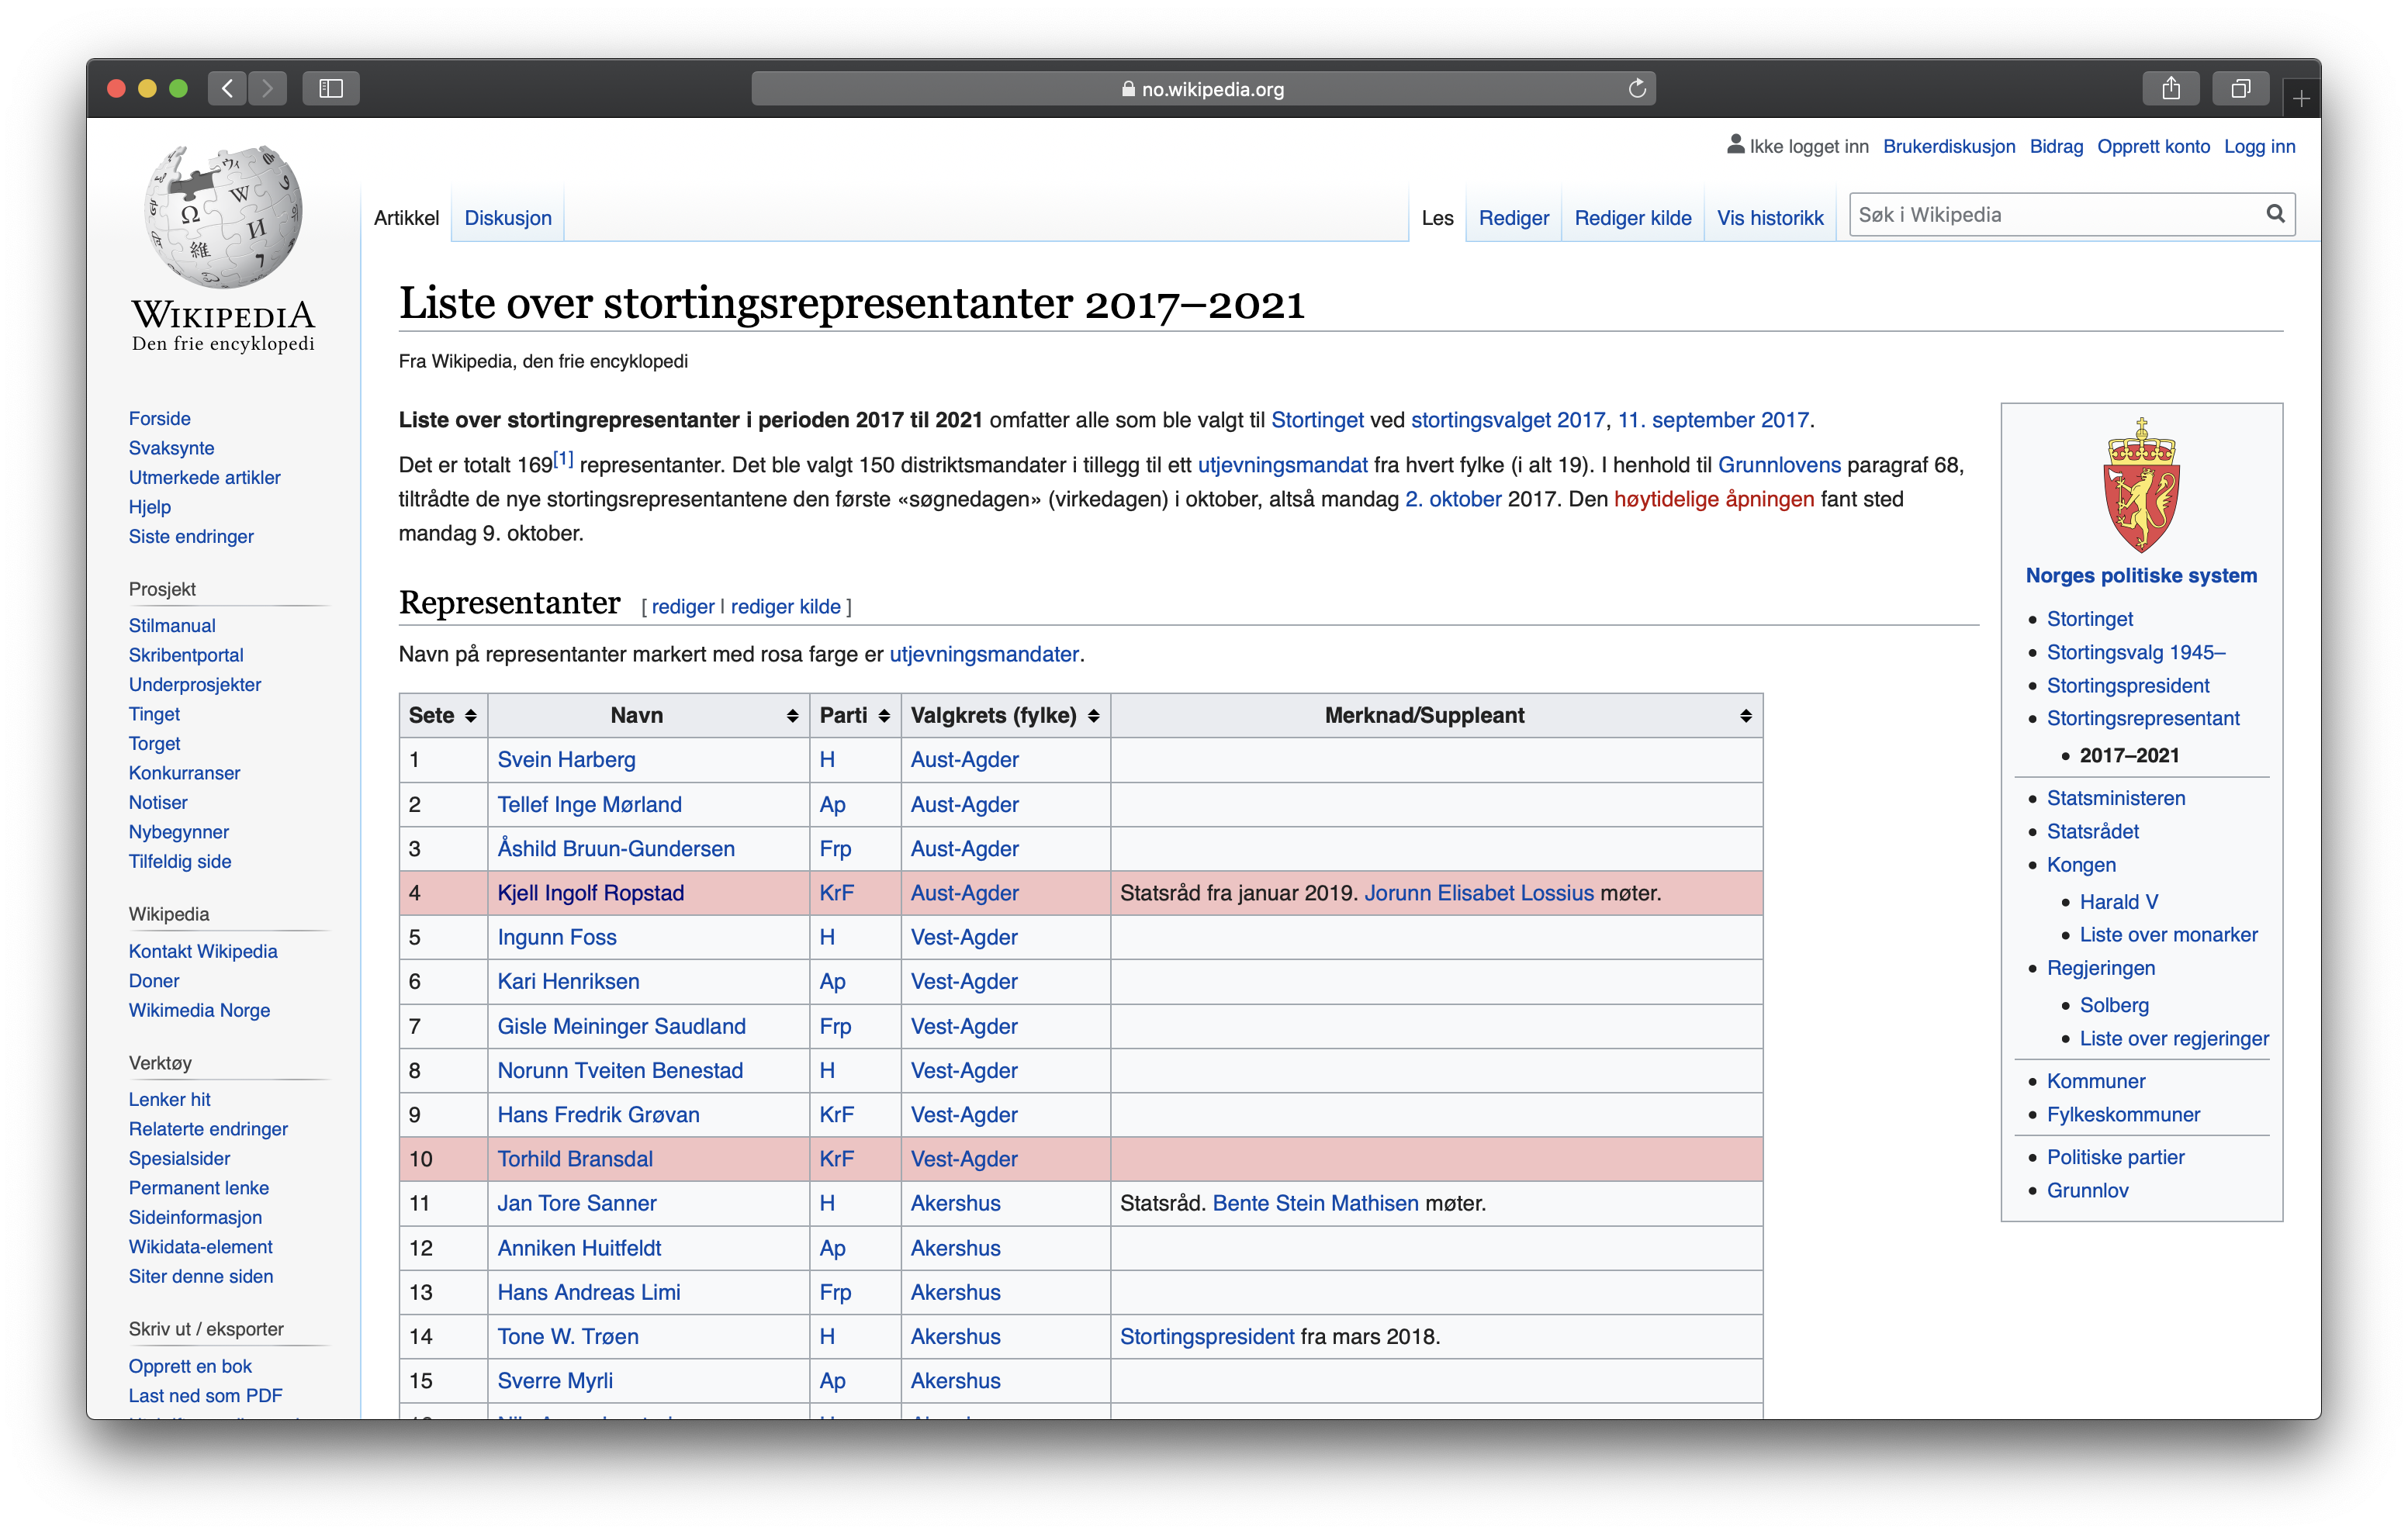 no.wikipedia.org
Ikke logget inn Brukerdiskusjon Bidrag Opprett konto Logg inn
Artikkel Diskusjon Les Rediger Rediger kilde Vis historikk Søk i Wikipedia
WIKIPEDIA
Den frie encyklopedi
Forside
Svaksynte
Utmerkede artikler
Hjelp
Siste endringer
Prosjekt
Stilmanual
Skribentportal
Underprosjekter
Tinget
Torget
Konkurranser
Notiser
Nybegynner
Tilfeldig side
Wikipedia
Kontakt Wikipedia
Doner
Wikimedia Norge
Verktøy
Lenker hit
Relaterte endringer
Spesialsider
Permanent lenke
Sideinformasjon
Wikidata-element
Siter denne siden
Skriv ut / eksporter
Opprett en bok
Last ned som PDF
Liste over stortingsrepresentanter 2017–2021
Fra Wikipedia, den frie encyklopedi
Liste over stortingrepresentanter i perioden 2017 til 2021 omfatter alle som ble valgt til Stortinget ved stortingsvalget 2017, 11. september 2017.
Det er totalt 169[1] representanter. Det ble valgt 150 distriktsmandater i tillegg til ett utjevningsmandat fra hvert fylke (i alt 19). I henhold til Grunnlovens paragraf 68,
tiltrådte de nye stortingsrepresentantene den første «søgnedagen» (virkedagen) i oktober, altså mandag 2. oktober 2017. Den høytidelige åpningen fant sted
mandag 9. oktober.
Representanter [ rediger | rediger kilde ]
Navn på representanter markert med rosa farge er utjevningsmandater.
Sete Navn Parti Valgkrets (fylke) Merknad/Suppleant
1 Svein Harberg H Aust-Agder
2 Tellef Inge Mørland Ap Aust-Agder
3 Åshild Bruun-Gundersen Frp Aust-Agder
4 Kjell Ingolf Ropstad KrF Aust-Agder Statsråd fra januar 2019. Jorunn Elisabet Lossius møter.
5 Ingunn Foss H Vest-Agder
6 Kari Henriksen Ap Vest-Agder
7 Gisle Meininger Saudland Frp Vest-Agder
8 Norunn Tveiten Benestad H Vest-Agder
9 Hans Fredrik Grøvan KrF Vest-Agder
10 Torhild Bransdal KrF Vest-Agder
11 Jan Tore Sanner H Akershus Statsråd. Bente Stein Mathisen møter.
12 Anniken Huitfeldt Ap Akershus
13 Hans Andreas Limi Frp Akershus
14 Tone W. Trøen H Akershus Stortingspresident fra mars 2018.
15 Sverre Myrli Ap Akershus
Norges politiske system
Stortinget
Stortingsvalg 1945–
Stortingspresident
Stortingsrepresentant
2017–2021
Statsministeren
Statsrådet
Kongen
Harald V
Liste over monarker
Regjeringen
Solberg
Liste over regjeringer
Kommuner
Fylkeskommuner
Politiske partier
Grunnlov